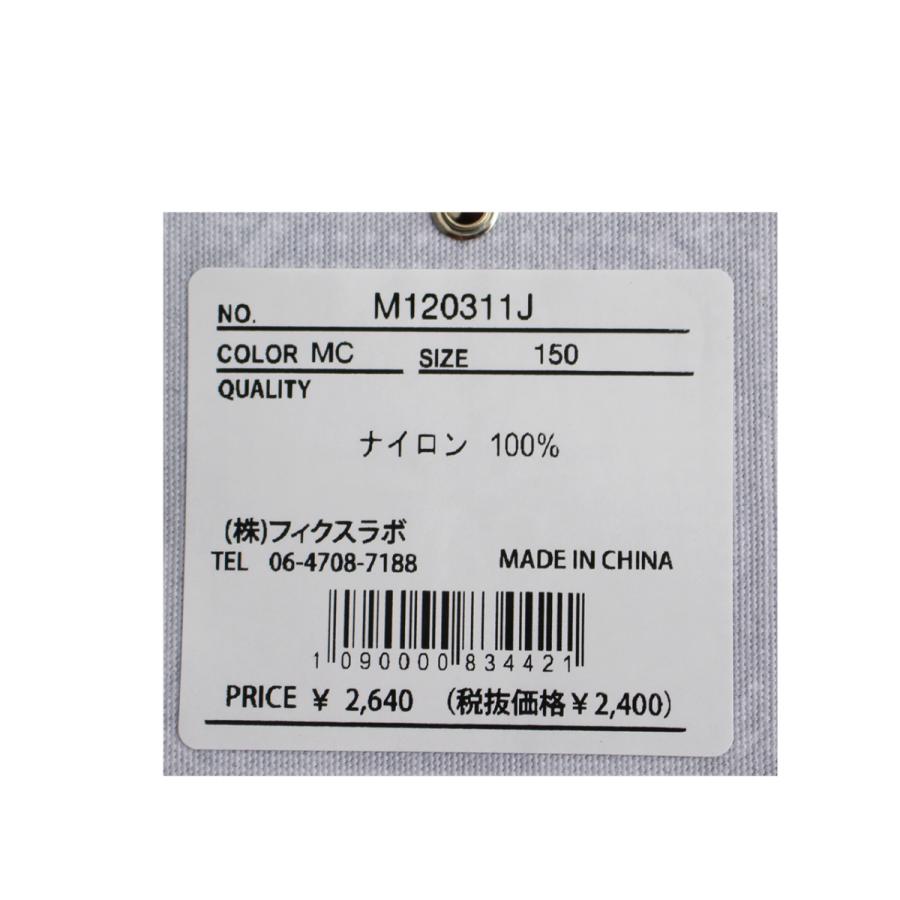 NO. M120311J
COLOR MC SIZE 150
QUALITY
ナイロン 100%
(株)フィクスラボ
TEL 06-4708-7188 MADE IN CHINA
1 090000 834421
PRICE ¥ 2,640 (税抜価格¥2,400)